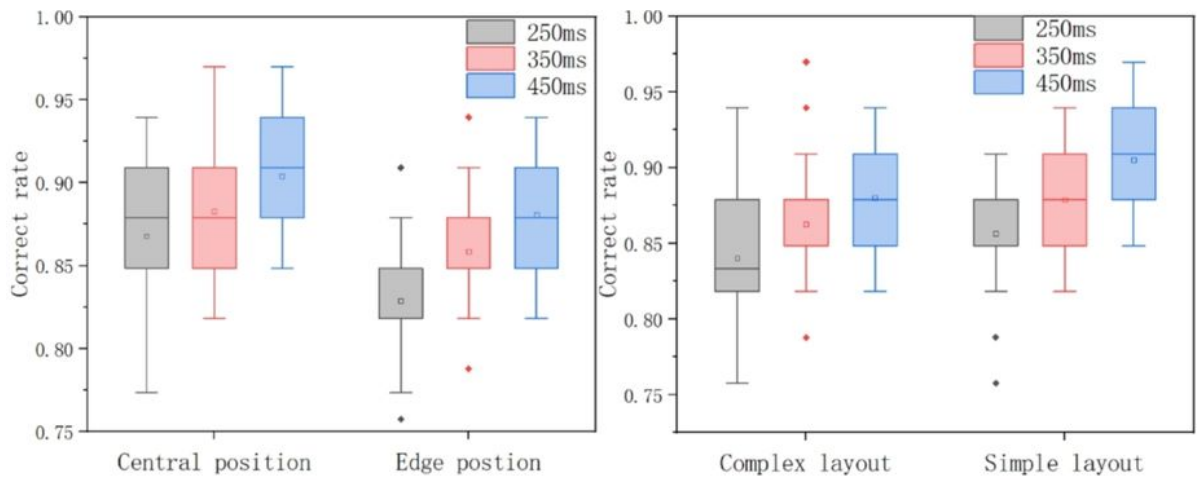 Correct rate
1.00
0.95
0.90
0.85
0.80
0.75
250ms
350ms
450ms
Central position
Edge postion
Correct rate
1.00
0.95
0.90
0.85
0.80
0.75
250ms
350ms
450ms
Complex layout
Simple layout